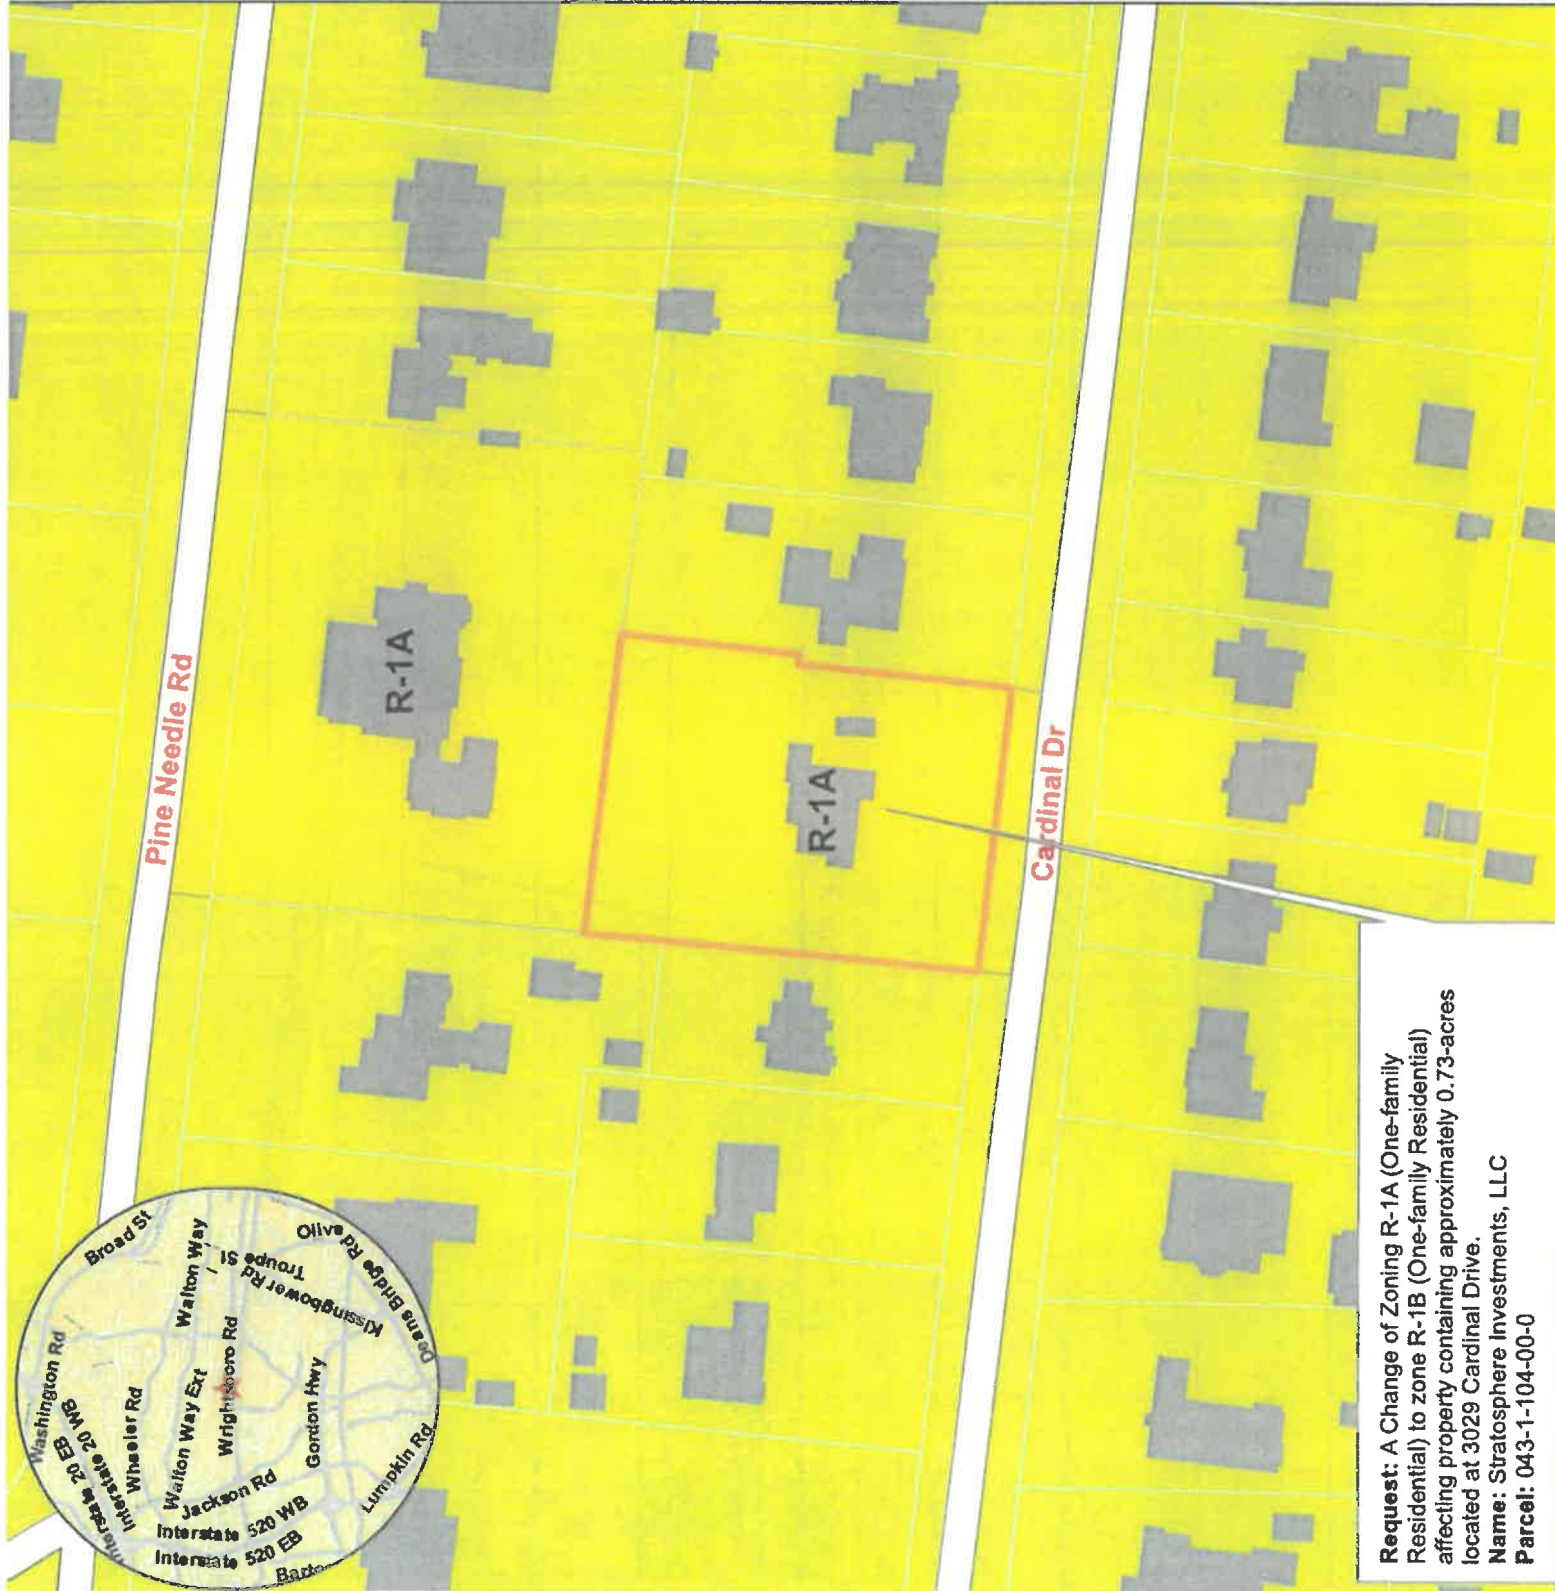 Pine Needle Rd
R-1A
R-1A
Cardinal Dr
Washington Rd
Broad St
Interstate 20 EB
Interstate 20 WB
Wheeler Rd
Walton Way
Walton Way Ext
Troupe St
Kissingbower Rd
Olive Rd
Deans Bridge Rd
Wrightsboro Rd
Jackson Rd
Gordon Hwy
Interstate 520 WB
Interstate 520 EB
Lumpkin Rd
Request: A Change of Zoning R-1A (One-family
Residential) to zone R-1B (One-family Residential)
affecting property containing approximately 0.73-acres
located at 3029 Cardinal Drive.
Name: Stratosphere Investments, LLC
Parcel: 043-1-104-00-0